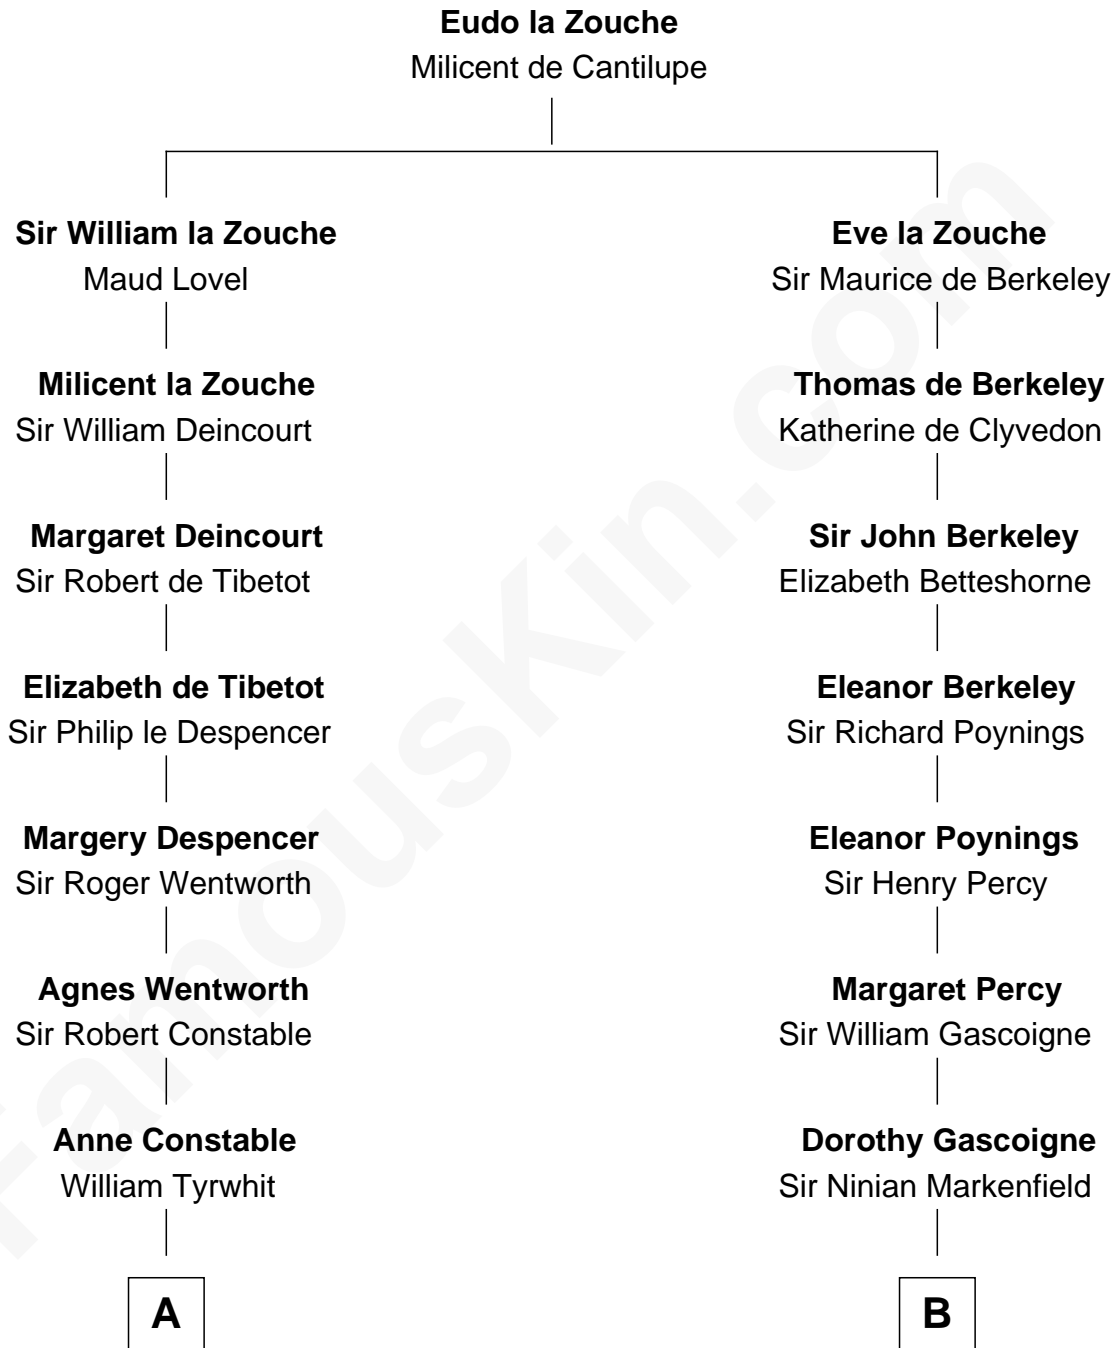 Eudo la Zouche
Milicent de Cantilupe
Sir William la Zouche
Maud Lovel
Milicent la Zouche
Sir William Deincourt
Margaret Deincourt
Sir Robert de Tibetot
Elizabeth de Tibetot
Sir Philip le Despencer
Margery Despencer
Sir Roger Wentworth
Agnes Wentworth
Sir Robert Constable
Anne Constable
William Tyrwhit
A
Eve la Zouche
Sir Maurice de Berkeley
Thomas de Berkeley
Katherine de Clyvedon
Sir John Berkeley
Elizabeth Betteshorne
Eleanor Berkeley
Sir Richard Poynings
Eleanor Poynings
Sir Henry Percy
Margaret Percy
Sir William Gascoigne
Dorothy Gascoigne
Sir Ninian Markenfield
B
FamousKin.com